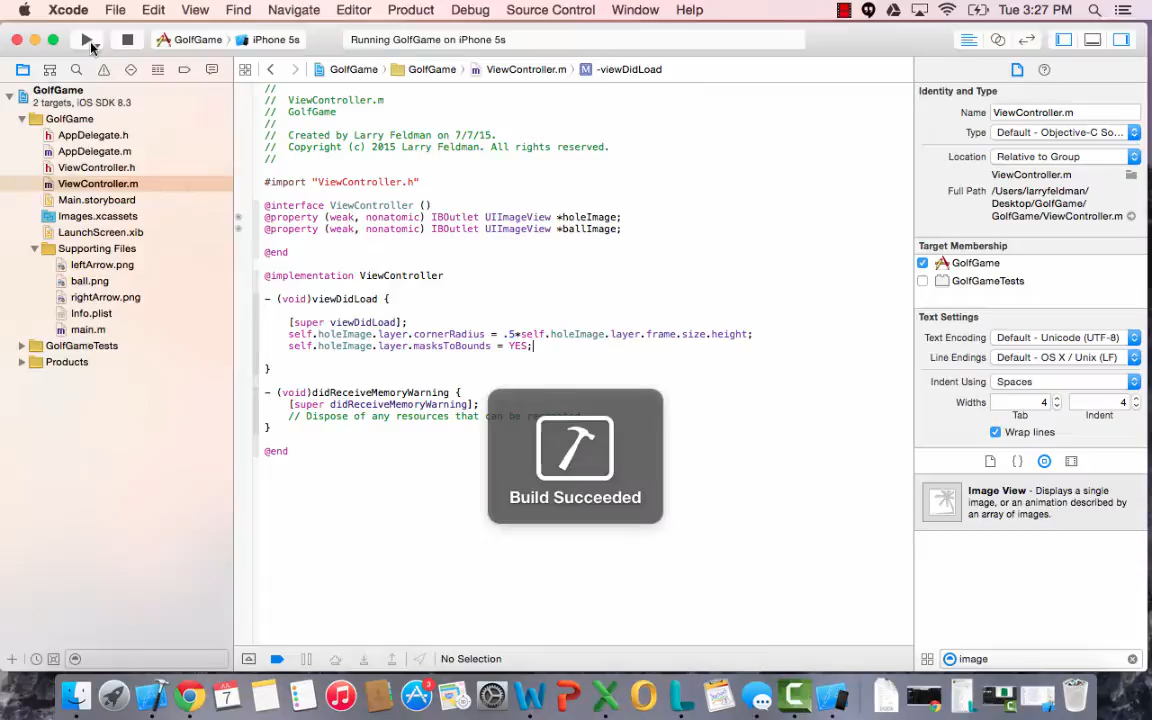 Xcode File Edit View Find Navigate Editor Product Debug Source Control Window Help Tue 3:27 PM
GolfGame iPhone 5s Running GolfGame on iPhone 5s
GolfGame GolfGame ViewController.m M -viewDidLoad
GolfGame
2 targets, iOS SDK 8.3
GolfGame
h AppDelegate.h
m AppDelegate.m
h ViewController.h
m ViewController.m
Main.storyboard
Images.xcassets
LaunchScreen.xib
Supporting Files
leftArrow.png
ball.png
rightArrow.png
Info.plist
m main.m
GolfGameTests
Products
//
// ViewController.m
// GolfGame
//
// Created by Larry Feldman on 7/7/15.
// Copyright (c) 2015 Larry Feldman. All rights reserved.
//
#import "ViewController.h"
@interface ViewController ()
@property (weak, nonatomic) IBOutlet UIImageView *holeImage;
@property (weak, nonatomic) IBOutlet UIImageView *ballImage;
@end
@implementation ViewController
- (void)viewDidLoad {
[super viewDidLoad];
self.holeImage.layer.cornerRadius = .5*self.holeImage.layer.frame.size.height;
self.holeImage.layer.masksToBounds = YES;
}
- (void)didReceiveMemoryWarning {
[super didReceiveMemoryWarning];
// Dispose of any resources that can be
}
@end
Build Succeeded
Identity and Type
Name ViewController.m
Type Default - Objective-C So...
Location Relative to Group
ViewController.m
Full Path /Users/larryfeldman/
Desktop/GolfGame/
GolfGame/ViewController.m
Target Membership
GolfGame
GolfGameTests
Text Settings
Text Encoding Default - Unicode (UTF-8)
Line Endings Default - OS X / Unix (LF)
Indent Using Spaces
Widths 4 4
Tab Indent
Wrap lines
{ }
Image View - Displays a single
image, or an animation described by
an array of images.
No Selection
image
7
3